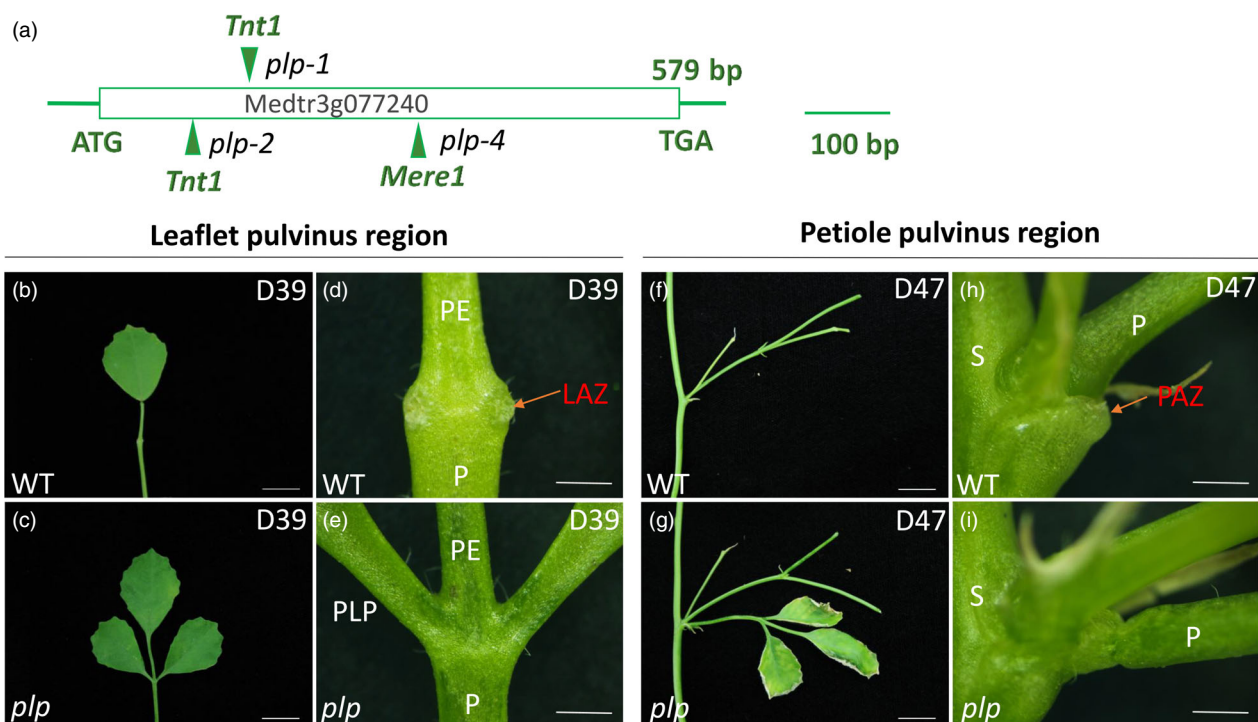 (a)
Tnt1
plp-1
579 bp
Medtr3g077240
ATG
plp-2
plp-4
TGA
100 bp
Tnt1
Mere1
Leaflet pulvinus region
Petiole pulvinus region
(b)
D39
WT
(d)
D39
PE
LAZ
P
WT
(f)
D47
WT
(h)
D47
P
S
PAZ
WT
(c)
D39
plp
(e)
D39
PE
PLP
P
plp
(g)
D47
plp
(i)
D47
S
P
plp